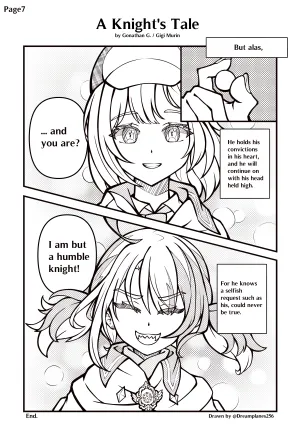 Page7
A Knight's Tale
by Gonathan G. / Gigi Murin
But alas,
... and
you are?
He holds his
convictions
in his heart,
and he will
continue on
with his head
held high.
I am but
a humble
knight!
For he knows
a selfish
request such as
his, could never
be true.
End.
Drawn by @Dreamplanes256